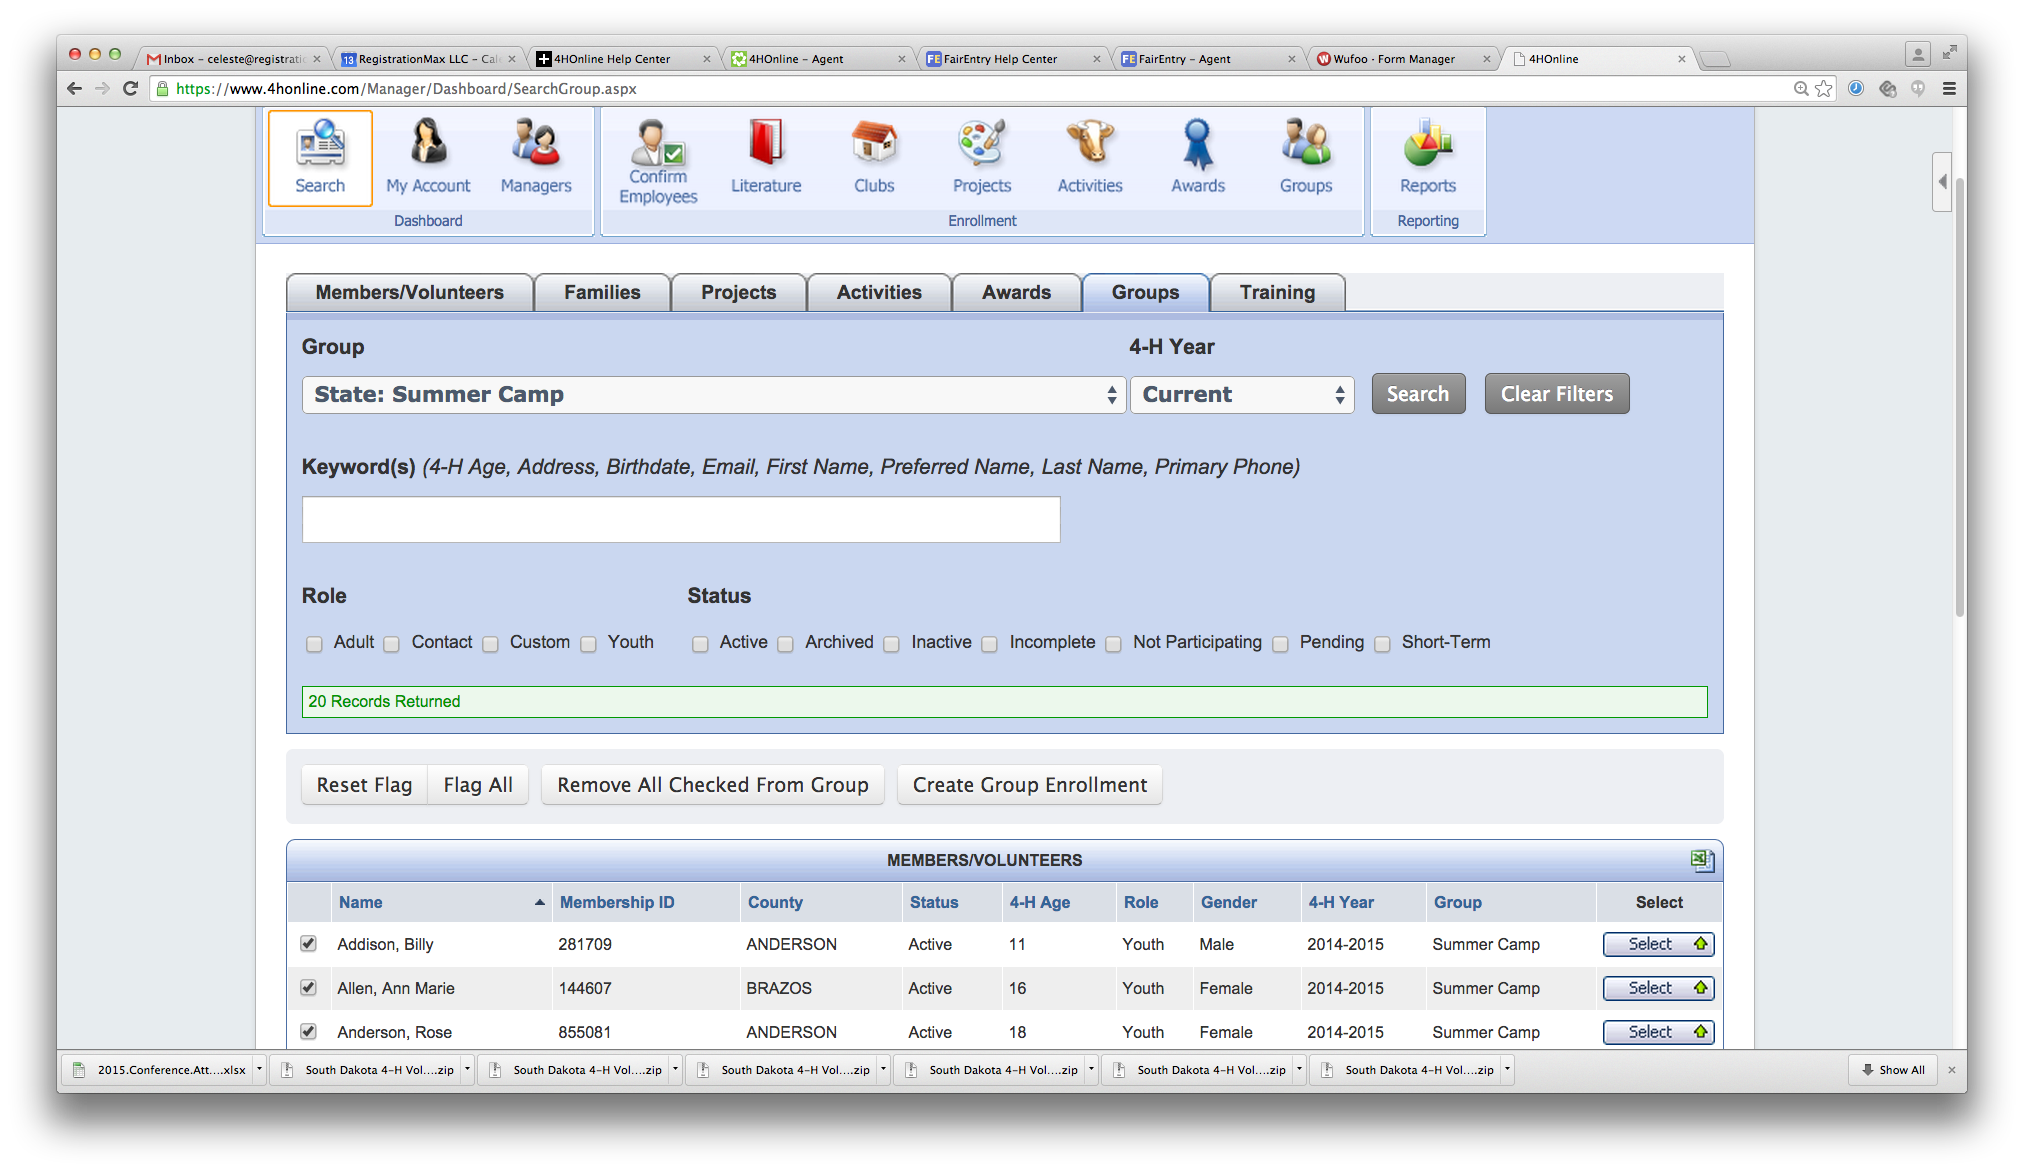 Inbox – celeste@registratic
13 RegistrationMax LLC – Cale
4HOnline Help Center
4HOnline – Agent
FE FairEntry Help Center
FE FairEntry – Agent
Wufoo · Form Manager
4HOnline
https://www.4honline.com/Manager/Dashboard/SearchGroup.aspx
Search
My Account
Managers
Confirm
Employees
Literature
Clubs
Projects
Activities
Awards
Groups
Reports
Dashboard
Enrollment
Reporting
Members/Volunteers Families Projects Activities Awards Groups Training
Group 4-H Year
State: Summer Camp Current Search Clear Filters
Keyword(s) (4-H Age, Address, Birthdate, Email, First Name, Preferred Name, Last Name, Primary Phone)
Role Status
Adult Contact Custom Youth Active Archived Inactive Incomplete Not Participating Pending Short-Term
20 Records Returned
Reset Flag Flag All Remove All Checked From Group Create Group Enrollment
MEMBERS/VOLUNTEERS
Name Membership ID County Status 4-H Age Role Gender 4-H Year Group Select
Addison, Billy 281709 ANDERSON Active 11 Youth Male 2014-2015 Summer Camp Select
Allen, Ann Marie 144607 BRAZOS Active 16 Youth Female 2014-2015 Summer Camp Select
Anderson, Rose 855081 ANDERSON Active 18 Youth Female 2014-2015 Summer Camp Select
2015.Conference.Att....xlsx South Dakota 4-H Vol....zip South Dakota 4-H Vol....zip South Dakota 4-H Vol....zip South Dakota 4-H Vol....zip South Dakota 4-H Vol....zip South Dakota 4-H Vol....zip Show All